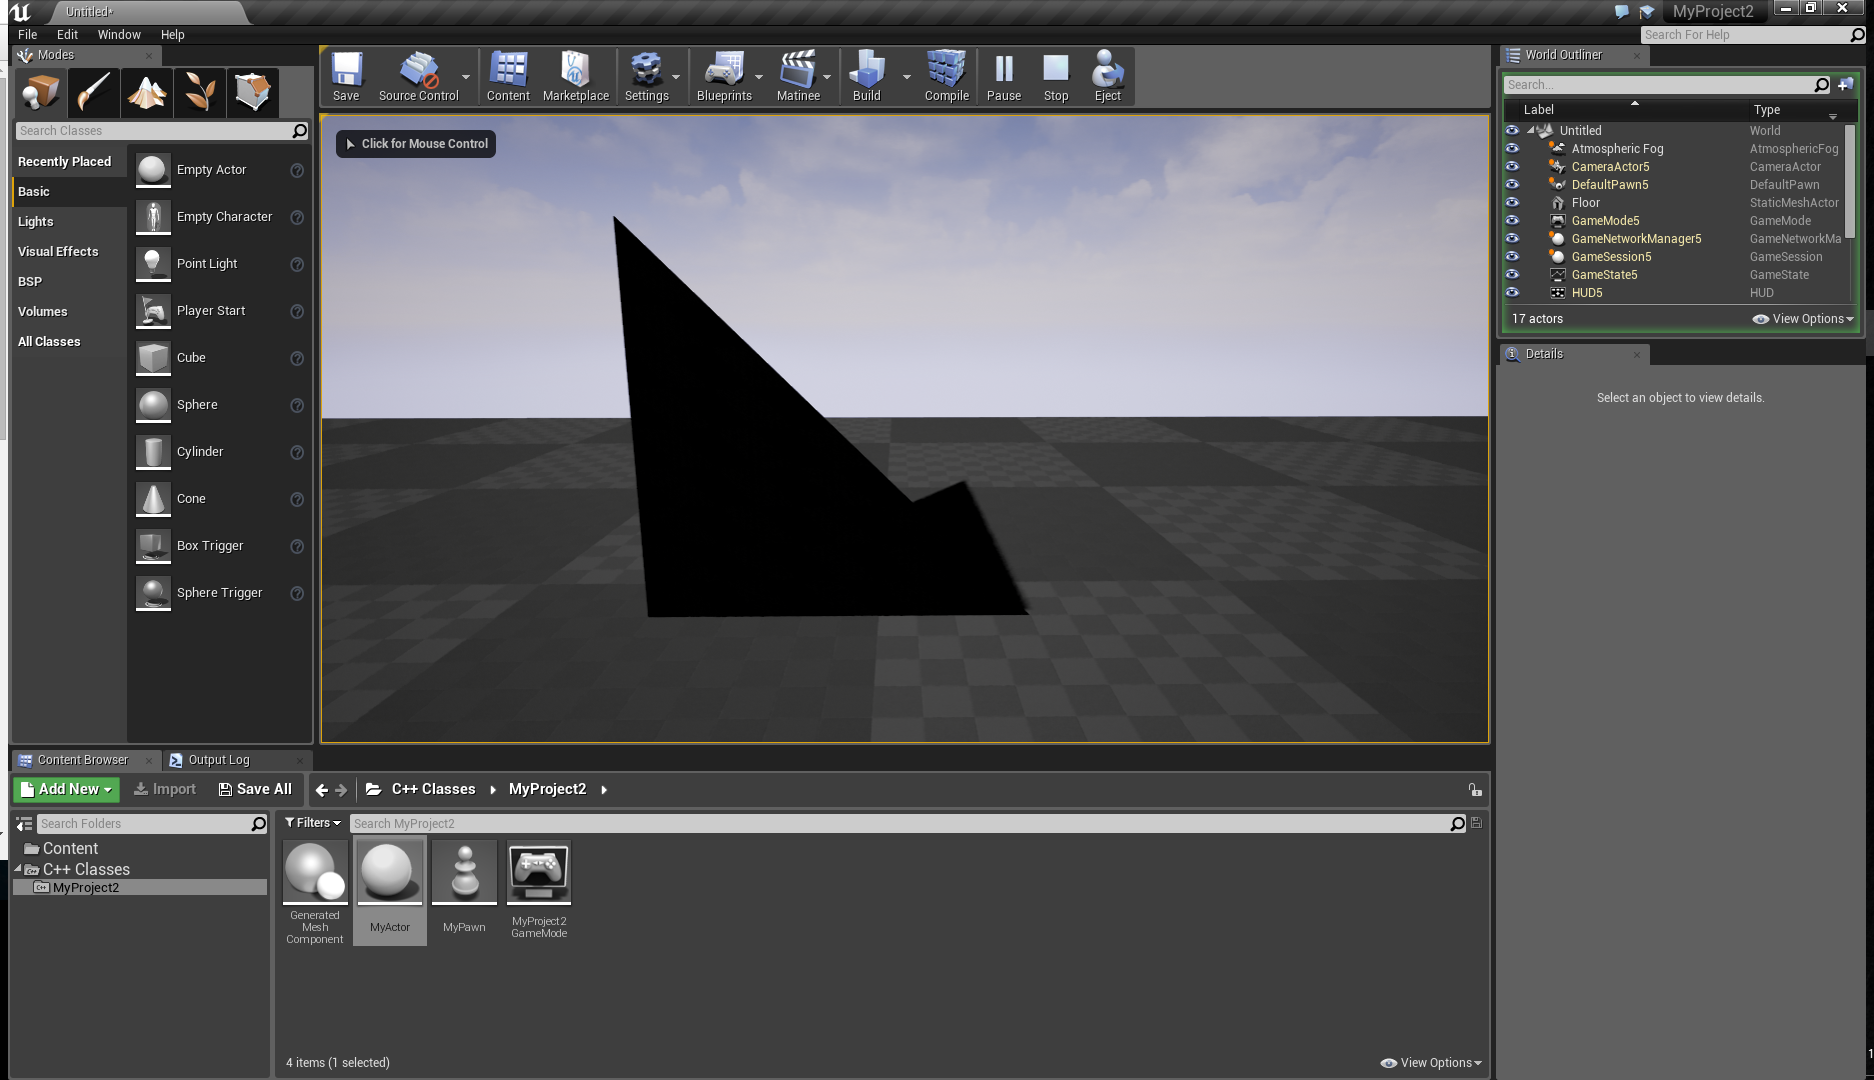 Untitled*
MyProject2
File Edit Window Help
Search For Help
Modes
Search Classes
Recently Placed
Basic
Lights
Visual Effects
BSP
Volumes
All Classes
Empty Actor
Empty Character
Point Light
Player Start
Cube
Sphere
Cylinder
Cone
Box Trigger
Sphere Trigger
Save Source Control Content Marketplace Settings Blueprints Matinee Build Compile Pause Stop Eject
Click for Mouse Control
World Outliner
Search...
Label Type
Untitled World
Atmospheric Fog AtmosphericFog
CameraActor5 CameraActor
DefaultPawn5 DefaultPawn
Floor StaticMeshActor
GameMode5 GameMode
GameNetworkManager5 GameNetworkMa
GameSession5 GameSession
GameState5 GameState
HUD5 HUD
17 actors View Options
Details
Select an object to view details.
Content Browser Output Log
Add New Import Save All C++ Classes MyProject2
Search Folders
Content
C++ Classes
MyProject2
Filters Search MyProject2
Generated
Mesh
Component
MyActor
MyPawn
MyProject2
GameMode
4 items (1 selected) View Options